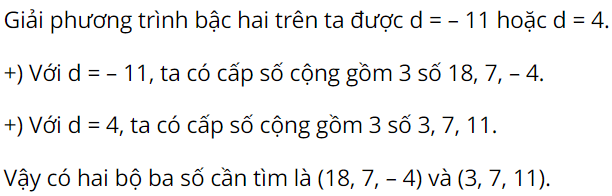 Giải phương trình bậc hai trên ta được d = – 11 hoặc d = 4.
+) Với d = – 11, ta có cấp số cộng gồm 3 số 18, 7, – 4.
+) Với d = 4, ta có cấp số cộng gồm 3 số 3, 7, 11.
Vậy có hai bộ ba số cần tìm là (18, 7, – 4) và (3, 7, 11).